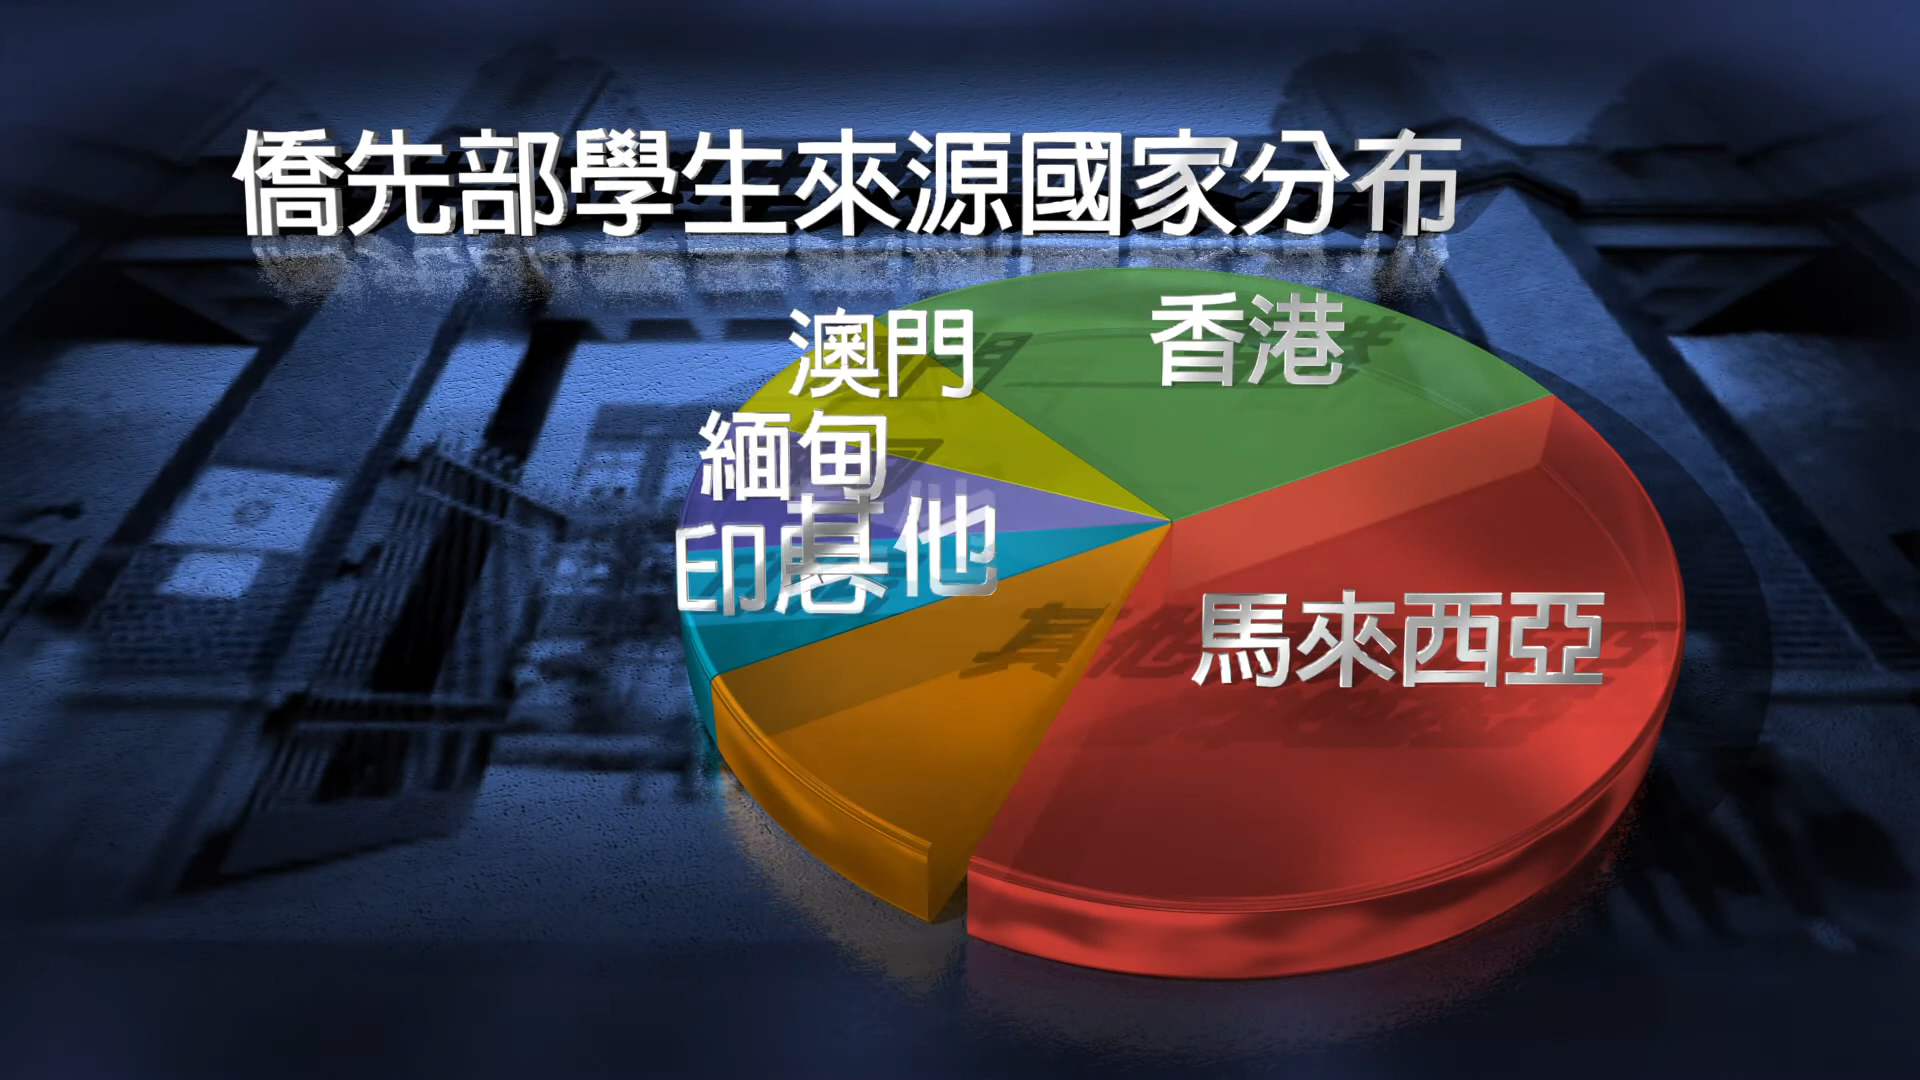 僑先部學生來源國家分布
香港
澳門
緬甸
其他
印尼
馬來西亞